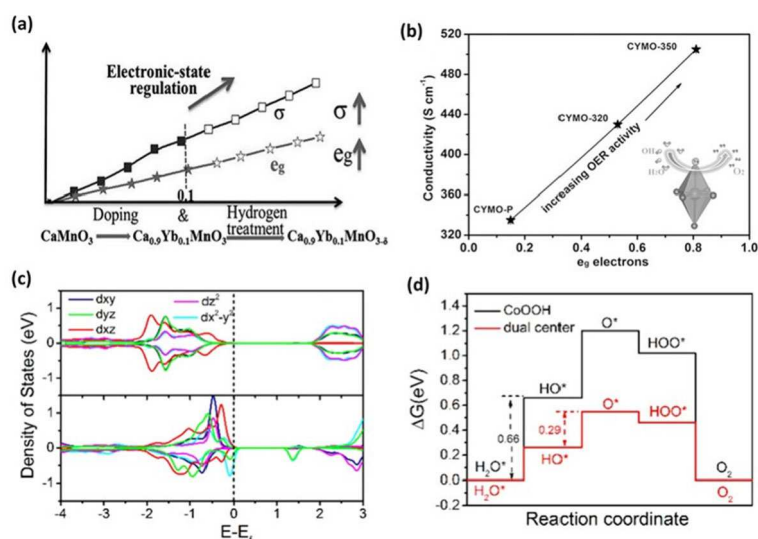 (a)
Electronic-state
regulation
σ
σ
eg
eg
0.1
Doping & Hydrogen
treatment
CaMnO3 Ca0.9Yb0.1MnO3 Ca0.9Yb0.1MnO3-δ
(b)
Conductivity (S cm-1)
520
480
440
400
360
320
CYMO-350
CYMO-320
CYMO-P
increasing OER activity
H2O
O2
0.0 0.2 0.4 0.6 0.8 1.0
eg electrons
(c)
Density of States (eV)
dxy
dyz
dxz
dz2
dx2-y2
1
0
1
1
0
1
-4 -3 -2 -1 0 1 2 3
E-Ef
(d)
ΔG(eV)
1.4
1.2
1.0
0.8
0.6
0.4
0.2
0.0
-0.2
CoOOH
dual center
O*
HOO*
HO*
0.66
0.29
O*
HOO*
HO*
H2O*
H2O*
O2
O2
Reaction coordinate